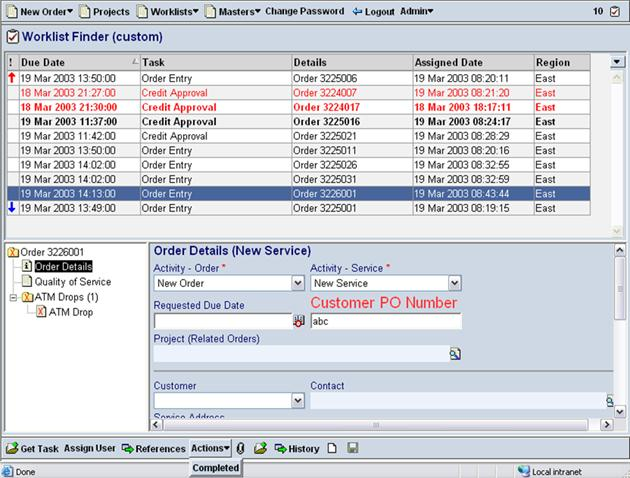 New Order Projects Worklists Masters Change Password Logout Admin 10
Worklist Finder (custom)
! Due Date Task Details Assigned Date Region
19 Mar 2003 13:50:00 Order Entry Order 3225006 19 Mar 2003 08:20:11 East
18 Mar 2003 21:27:00 Credit Approval Order 3224007 18 Mar 2003 08:21:20 East
18 Mar 2003 21:30:00 Credit Approval Order 3224017 18 Mar 2003 18:17:11 East
19 Mar 2003 11:37:00 Credit Approval Order 3225016 19 Mar 2003 08:24:17 East
19 Mar 2003 11:42:00 Credit Approval Order 3225021 19 Mar 2003 08:28:29 East
19 Mar 2003 13:50:00 Order Entry Order 3225011 19 Mar 2003 08:20:16 East
19 Mar 2003 14:02:00 Order Entry Order 3225026 19 Mar 2003 08:32:55 East
19 Mar 2003 14:02:00 Order Entry Order 3225031 19 Mar 2003 08:32:59 East
19 Mar 2003 14:13:00 Order Entry Order 3226001 19 Mar 2003 08:43:44 East
19 Mar 2003 13:49:00 Order Entry Order 3225001 19 Mar 2003 08:19:15 East
Order 3226001
Order Details
Quality of Service
ATM Drops (1)
ATM Drop
Order Details (New Service)
Activity - Order * Activity - Service *
New Order New Service
Requested Due Date Customer PO Number
abc
Project (Related Orders)
Customer Contact
Service Address
Get Task Assign User References Actions History
Completed
Done Local intranet